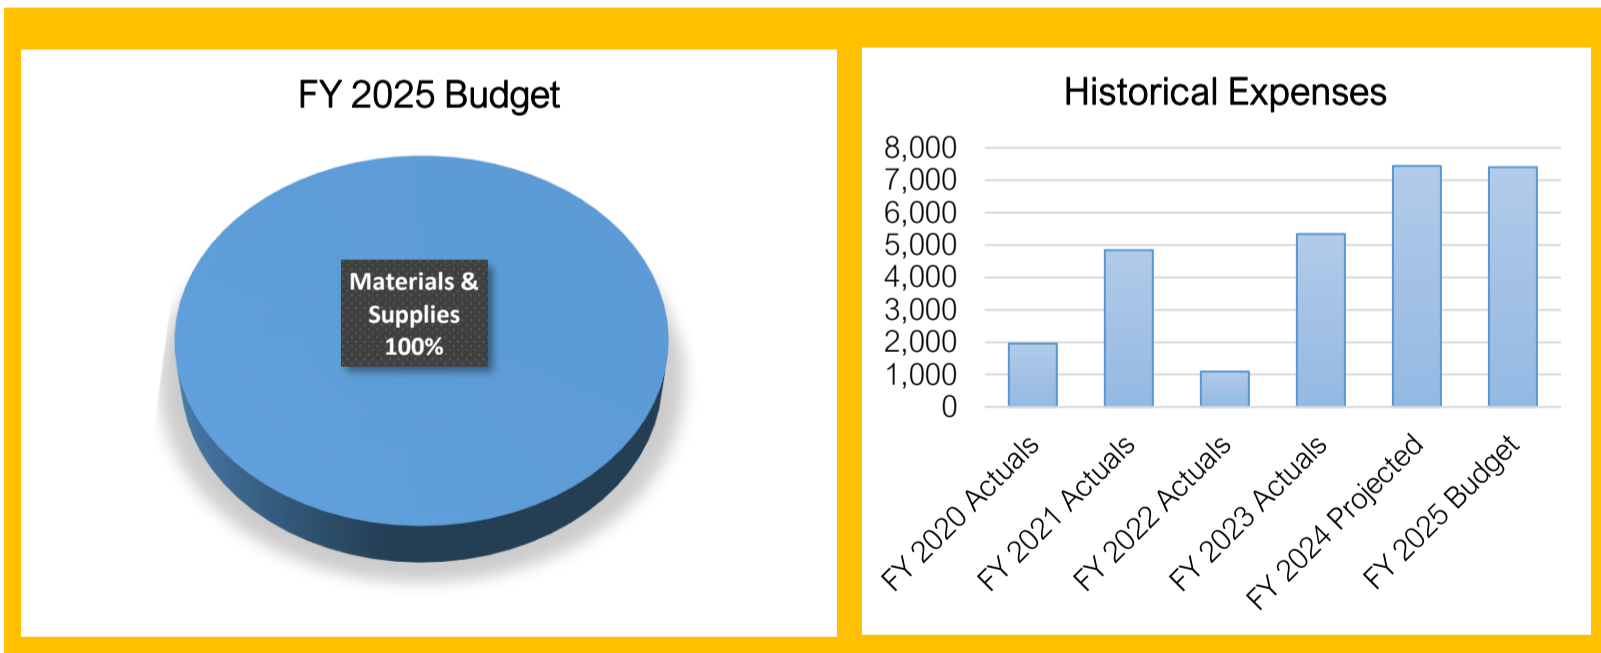 FY 2025 Budget
Materials &
Supplies
100%
Historical Expenses
8,000
7,000
6,000
5,000
4,000
3,000
2,000
1,000
0
FY 2020 Actuals
FY 2021 Actuals
FY 2022 Actuals
FY 2023 Actuals
FY 2024 Projected
FY 2025 Budget